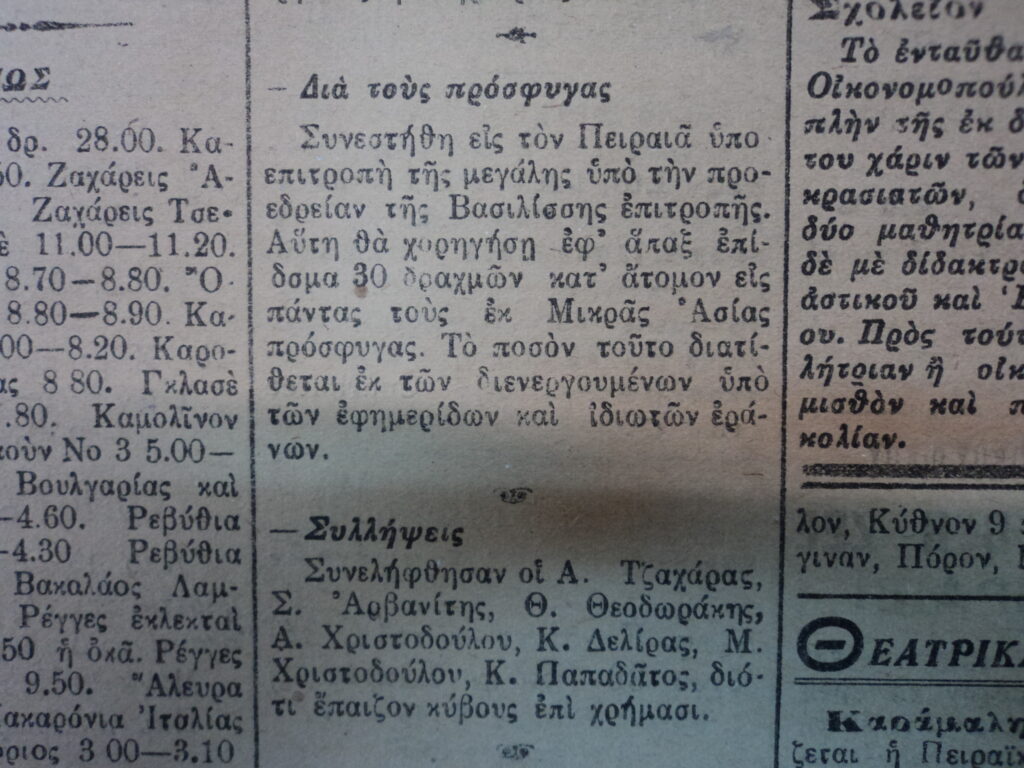 ΩΣ
δρ. 28.00. Κα-
Ζαχάρεις Ἀ-
Ζαχάρεις Τσε-
11.00—11.20.
8.70—8.80. Ὀ-
8.80—8.90. Κα-
00—8.20. Καρο-
ας 8 80. Γκλασὲ
.80. Καμολῖνον
κοὺν Νο 3 5.00—
Βουλγαρίας καὶ
—4.60. Ρεβύθια
—4.30 Ρεβύθια
Βακαλάος Λαμ-
Ρέγγες ἐκλεκταὶ
50 ἡ ὀκᾶ. Ρέγγες
9.50. Ἄλευρα
ακαρόνια Ἰταλίας
ριος 3 00—3.10
— Διὰ τοὺς πρόσφυγας
Συνεστήθη εἰς τὸν Πειραιᾶ ὑπο
επιτροπὴ τῆς μεγάλης ὑπὸ τὴν προ-
εδρείαν τῆς Βασιλίσσης ἐπιτροπῆς.
Αὕτη θὰ χορηγήσῃ ἐφ' ἅπαξ ἐπί-
δομα 30 δραχμῶν κατ' ἄτομον εἰς
πάντας τοὺς ἐκ Μικρᾶς Ἀσίας
πρόσφυγας. Τὸ ποσὸν τοῦτο διατί-
θεται ἐκ τῶν διενεργουμένων ὑπὸ
τῶν ἐφημερίδων καὶ ἰδιωτῶν ἐρά-
νων.
— Συλλήψεις
Συνελήφθησαν οἱ Α. Τζαχάρας,
Σ. Ἀρβανίτης, Θ. Θεοδωράκης,
Α. Χριστοδούλου, Κ. Δελίρας, Μ.
Χριστοδούλου, Κ. Παπαδᾶτος, διό-
τι ἔπαιζον κύβους ἐπὶ χρήμασι.
Σχολεῖον
Τὸ ἐνταῦθα
Οἰκονομοπούλ
πλὴν τῆς ἐκ δ
του χάριν τῶν
κρασιατῶν,
δύο μαθητρία
δὲ μὲ δίδακτρ
ἀστικοῦ καὶ
ου. Πρὸς τούτ
λήτριαν ἢ οἰκ
μισθὸν καὶ π
κολίαν.
λον, Κύθνον 9
γιναν, Πόρον,
ΘΕΑΤΡΙΚΑ
Καράμαλη
ζεται ἡ Πειραϊκ